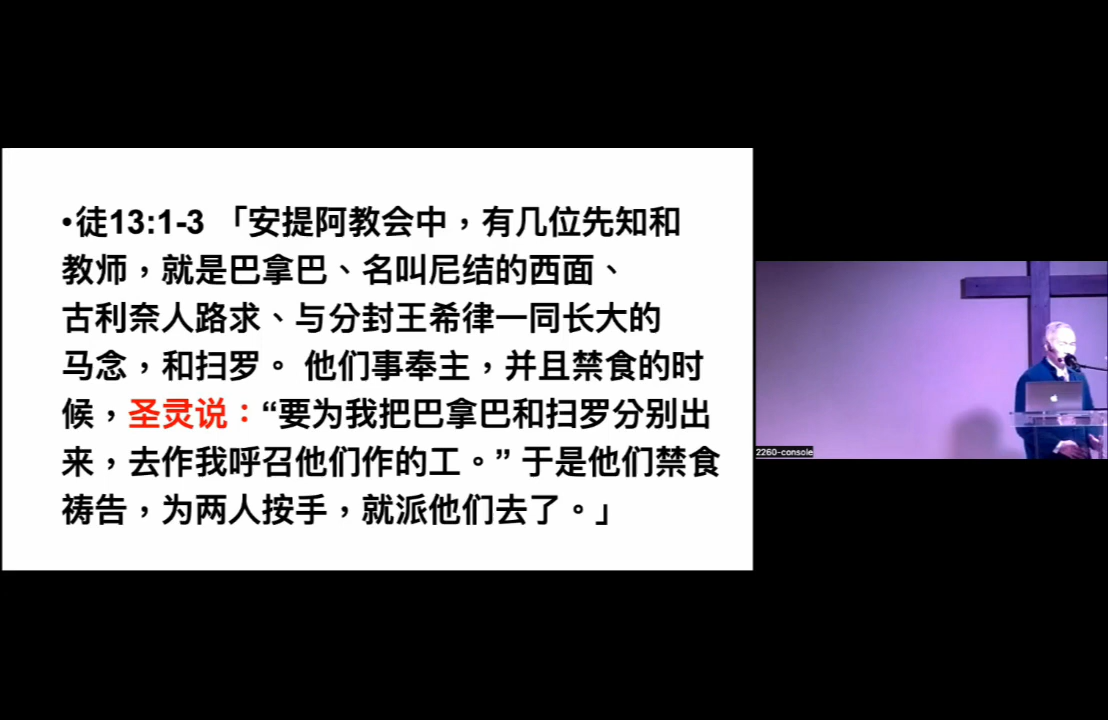 •徒13:1-3 「安提阿教会中，有几位先知和
教师，就是巴拿巴、名叫尼结的西面、
古利奈人路求、与分封王希律一同长大的
马念，和扫罗。 他们事奉主，并且禁食的时
候，圣灵说：“要为我把巴拿巴和扫罗分别出
来，去作我呼召他们作的工。” 于是他们禁食
祷告，为两人按手，就派他们去了。」
2260-console